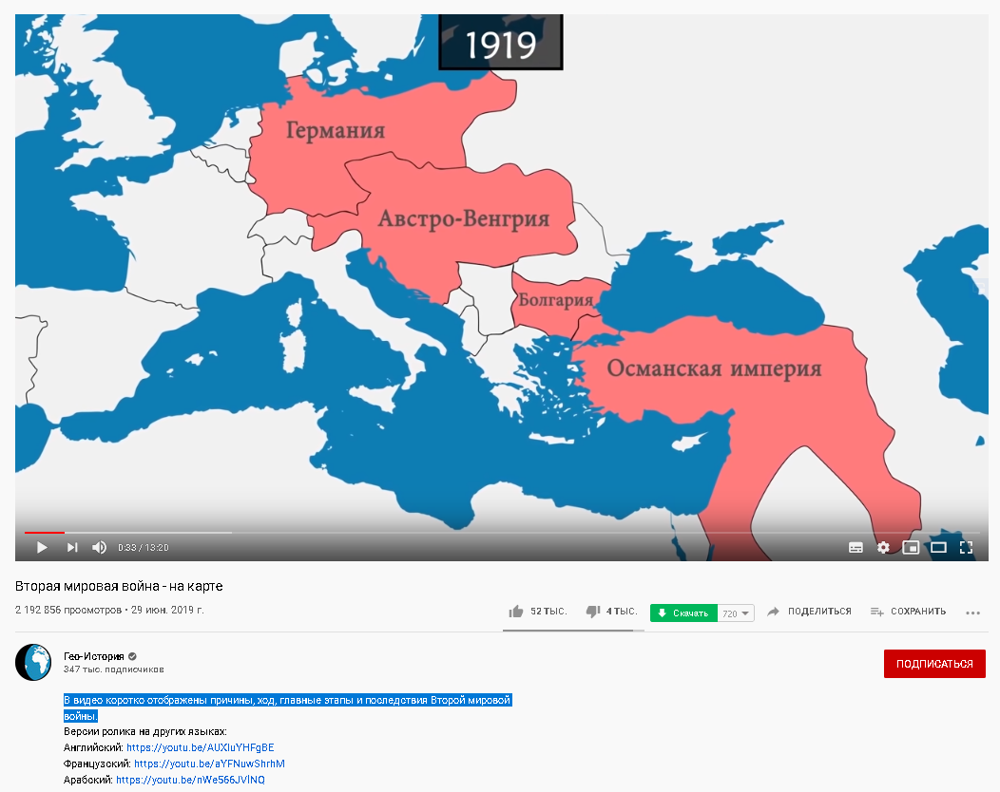 1919
Германия
Австро-Венгрия
Болгария
Османская империя
0:33 / 13:20
Вторая мировая война - на карте
2 192 856 просмотров • 29 июн. 2019 г.
52 ТЫС. 4 ТЫС. Скачать 720 ПОДЕЛИТЬСЯ СОХРАНИТЬ
Гео-История
347 тыс. подписчиков
ПОДПИСАТЬСЯ
В видео коротко отображены причины, ход, главные этапы и последствия Второй мировой
войны.
Версии ролика на других языках:
Английский: https://youtu.be/AUXIuYHFgBE
Французский: https://youtu.be/aYFNuwShrhM
Арабский: https://youtu.be/nWe566JVlNQ